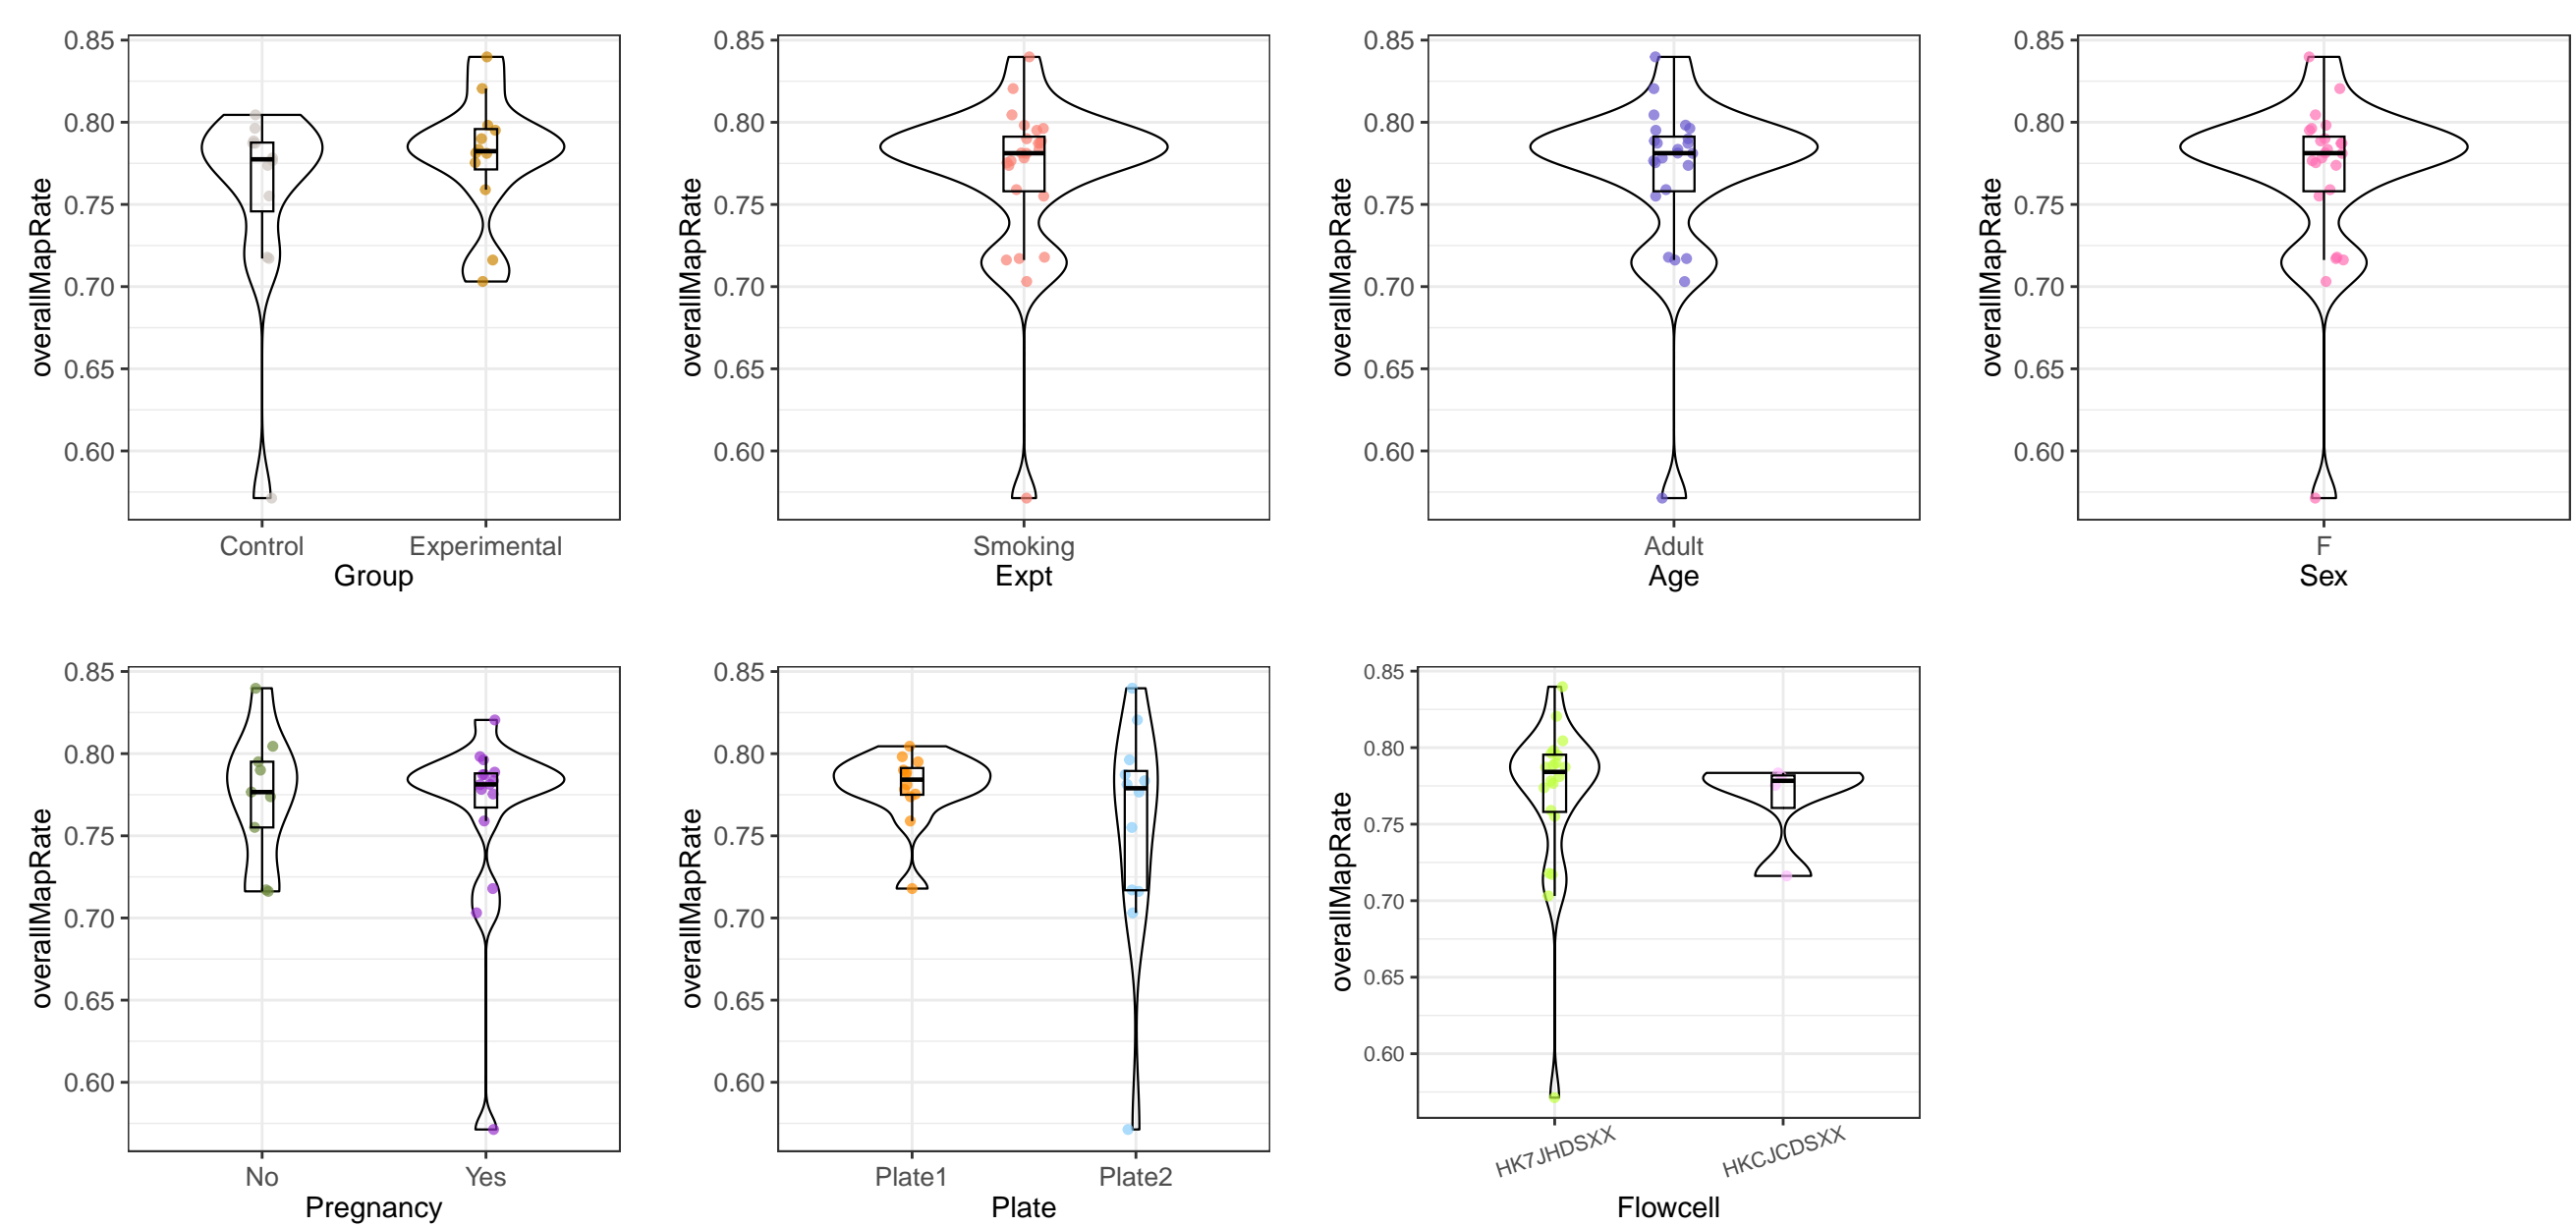 overallMapRate
0.85
0.80
0.75
0.70
0.65
0.60
Control Experimental
Group
overallMapRate
0.85
0.80
0.75
0.70
0.65
0.60
Smoking
Expt
overallMapRate
0.85
0.80
0.75
0.70
0.65
0.60
Adult
Age
overallMapRate
0.85
0.80
0.75
0.70
0.65
0.60
F
Sex
overallMapRate
0.85
0.80
0.75
0.70
0.65
0.60
No Yes
Pregnancy
overallMapRate
0.85
0.80
0.75
0.70
0.65
0.60
Plate1 Plate2
Plate
overallMapRate
0.85
0.80
0.75
0.70
0.65
0.60
HK7JHDSXX HKCJCDSXX
Flowcell